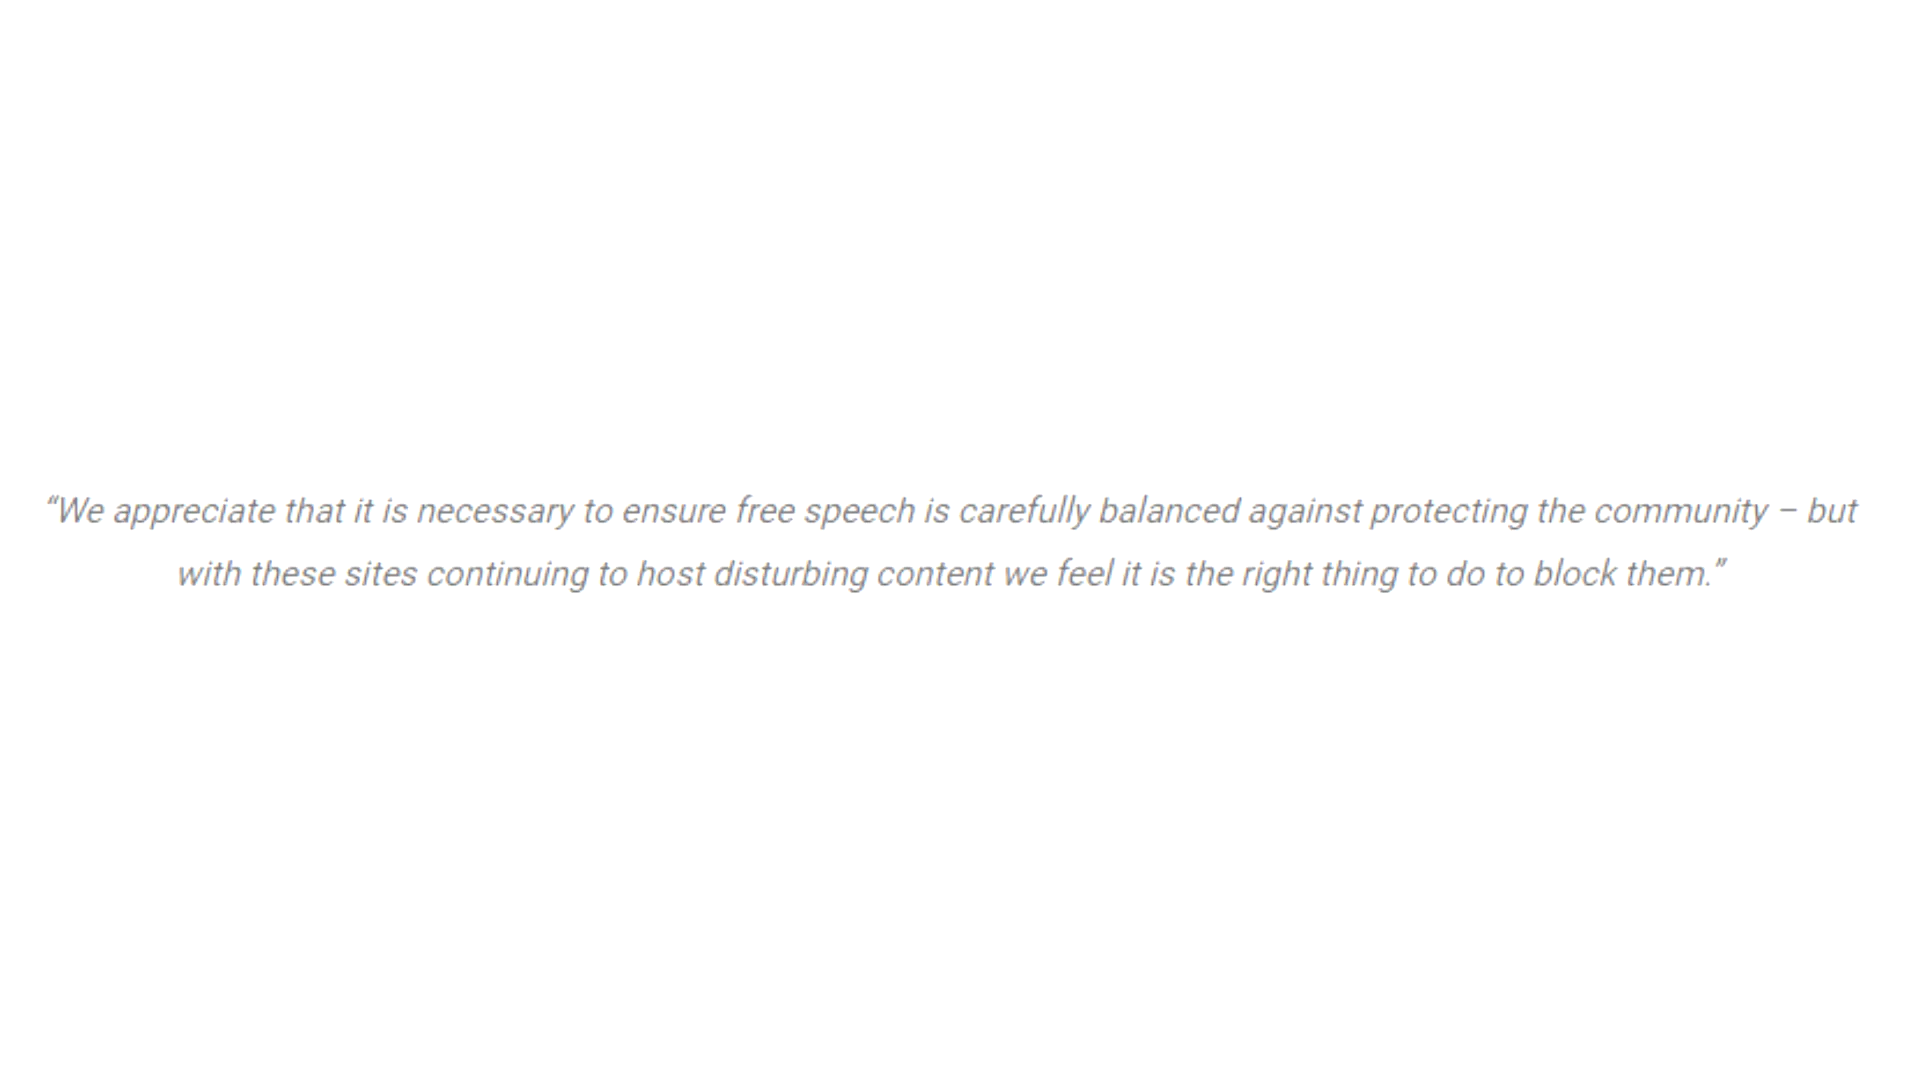 “We appreciate that it is necessary to ensure free speech is carefully balanced against protecting the community – but
with these sites continuing to host disturbing content we feel it is the right thing to do to block them.”